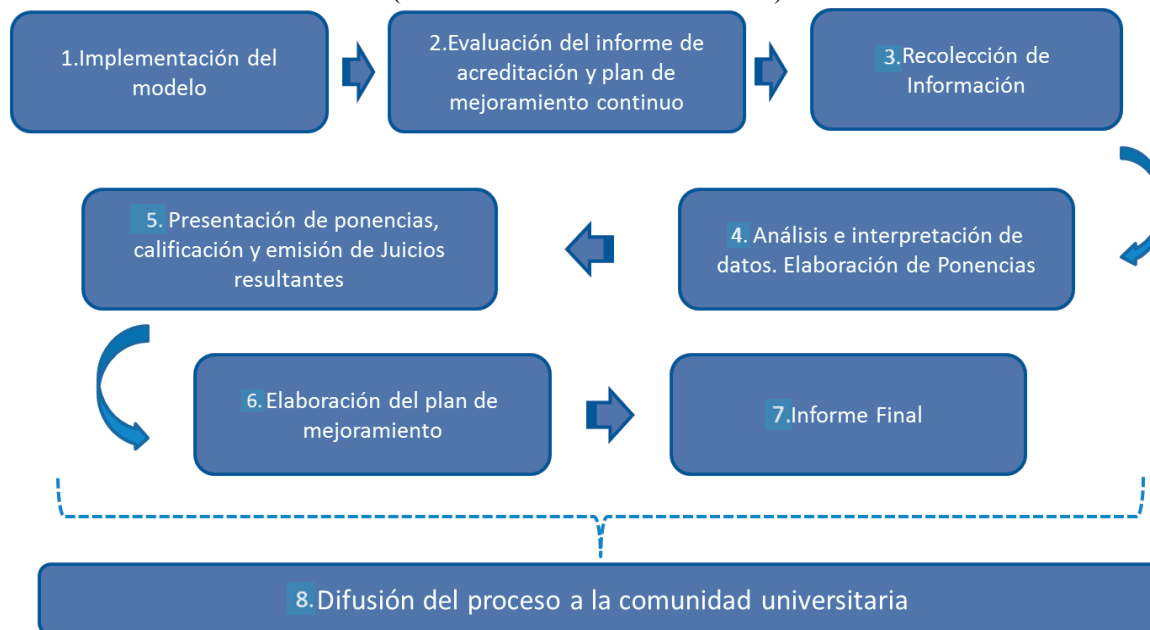 1.Implementación del
modelo
2.Evaluación del informe de
acreditación y plan de
mejoramiento continuo
3.Recolección de
Información
4. Análisis e interpretación de
datos. Elaboración de Ponencias
5. Presentación de ponencias,
calificación y emisión de Juicios
resultantes
6.Elaboración del plan de
mejoramiento
7.Informe Final
8.Difusión del proceso a la comunidad universitaria